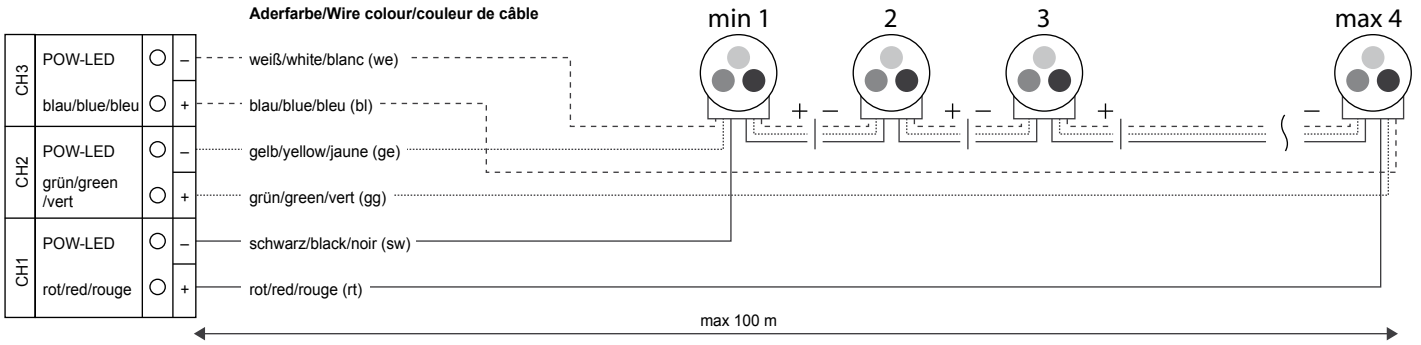 Aderfarbe/Wire colour/couleur de câble
min 1
2
3
max 4
CH3
POW-LED
–
weiß/white/blanc (we)
blau/blue/bleu
+
blau/blue/bleu (bl)
+
–
+
–
+
–
CH2
POW-LED
–
gelb/yellow/jaune (ge)
grün/green
/vert
+
grün/green/vert (gg)
CH1
POW-LED
–
schwarz/black/noir (sw)
rot/red/rouge
+
rot/red/rouge (rt)
max 100 m